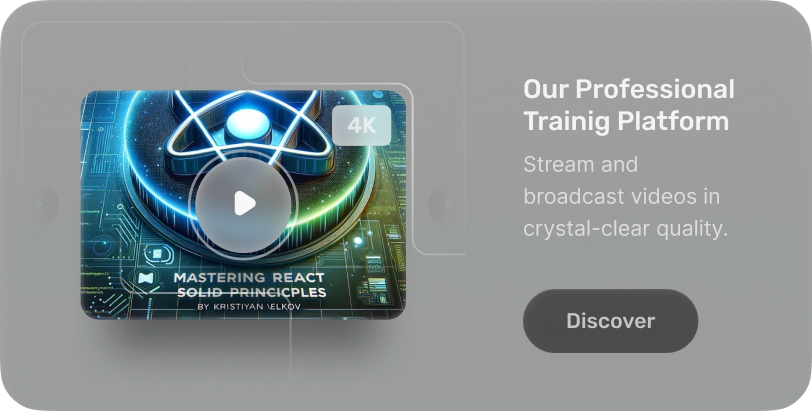 4K
MASTERING REACT
SOLID PRINCICPLES
BY KRISTIYAN VELKOV
Our Professional
Trainig Platform
Stream and
broadcast videos in
crystal-clear quality.
Discover